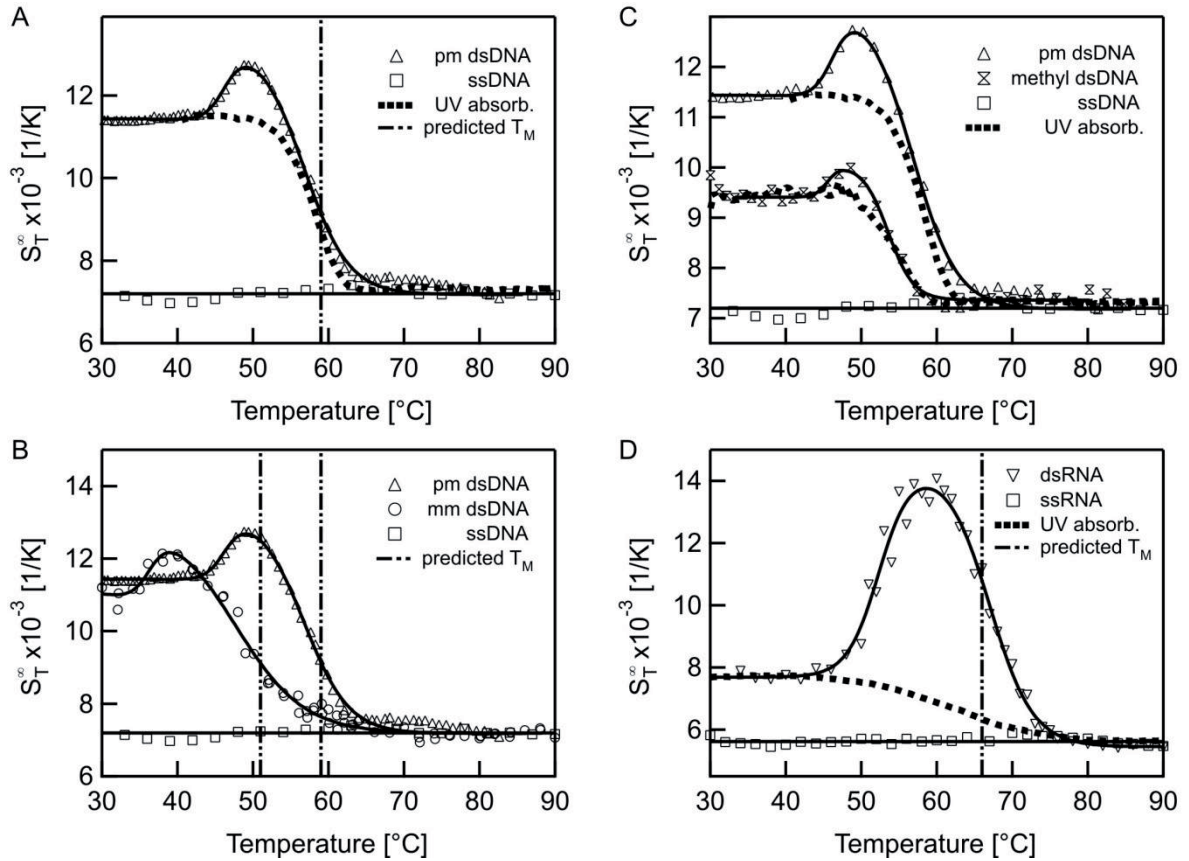 A
pm dsDNA
ssDNA
UV absorb.
predicted T_M
S_T^∞ x10^-3 [1/K]
12
10
8
6
30 40 50 60 70 80 90
Temperature [°C]
C
pm dsDNA
methyl dsDNA
ssDNA
UV absorb.
S_T^∞ x10^-3 [1/K]
12
11
10
9
8
7
30 40 50 60 70 80 90
Temperature [°C]
B
pm dsDNA
mm dsDNA
ssDNA
predicted T_M
S_T^∞ x10^-3 [1/K]
14
12
10
8
6
30 40 50 60 70 80 90
Temperature [°C]
D
dsRNA
ssRNA
UV absorb.
predicted T_M
S_T^∞ x10^-3 [1/K]
14
12
10
8
6
30 40 50 60 70 80 90
Temperature [°C]